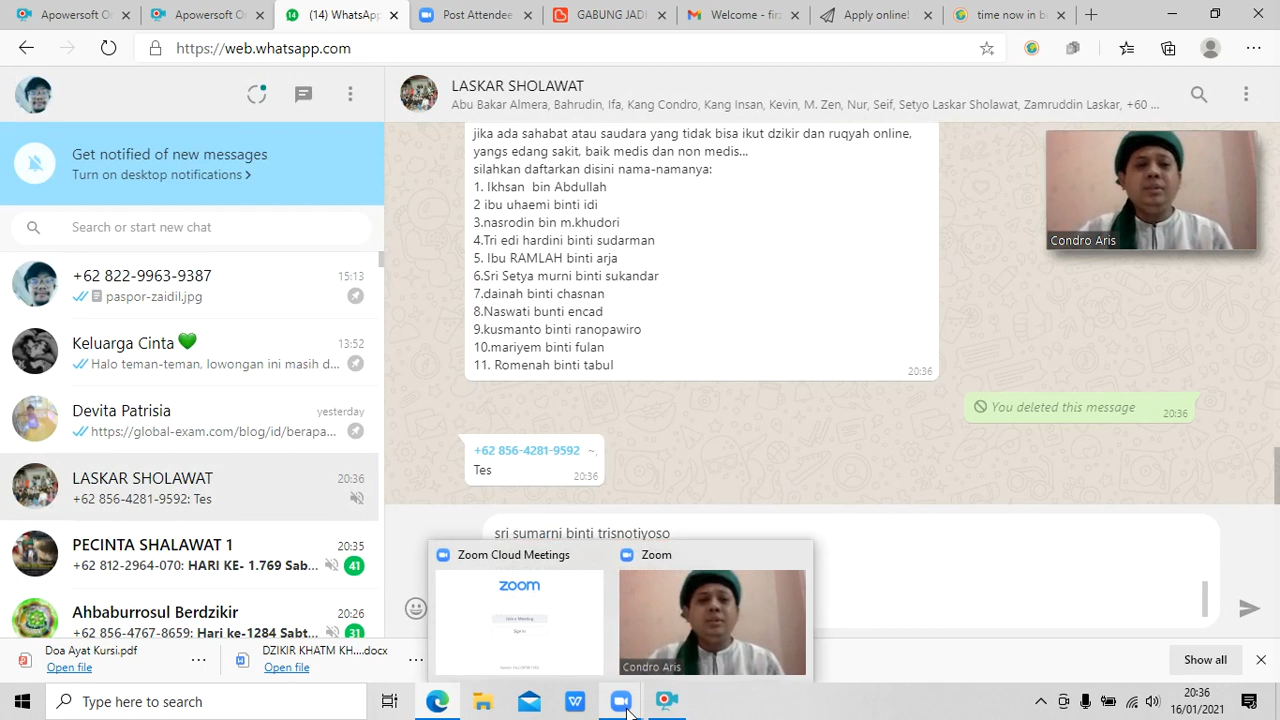 Apowersoft O
Apowersoft O
(14) WhatsApp
Post Attendee
GABUNG JADI
Welcome - firz
Apply online!
time now in b
https://web.whatsapp.com
Get notified of new messages
Turn on desktop notifications >
Search or start new chat
+62 822-9963-9387
15:13
paspor-zaidil.jpg
Keluarga Cinta
13:52
Halo teman-teman, lowongan ini masih d...
Devita Patrisia
yesterday
https://global-exam.com/blog/id/berapa...
LASKAR SHOLAWAT
20:36
+62 856-4281-9592: Tes
PECINTA SHALAWAT 1
20:35
+62 812-2964-070: HARI KE- 1.769 Sab...
41
Ahbaburrosul Berdzikir
20:26
+62 856-4767-8659: Hari ke-1284 Sabt...
31
LASKAR SHOLAWAT
Abu Bakar Almera, Bahrudin, Ifa, Kang Condro, Kang Insan, Kevin, M. Zen, Nur, Seif, Setyo Laskar Sholawat, Zamruddin Laskar, +60 ...
jika ada sahabat atau saudara yang tidak bisa ikut dzikir dan ruqyah online,
yangs edang sakit, baik medis dan non medis...
silahkan daftarkan disini nama-namanya:
1. Ikhsan bin Abdullah
2 ibu uhaemi binti idi
3.nasrodin bin m.khudori
4.Tri edi hardini binti sudarman
5. Ibu RAMLAH binti arja
6.Sri Setya murni binti sukandar
7.dainah binti chasnan
8.Naswati bunti encad
9.kusmanto binti ranopawiro
10.mariyem binti fulan
11. Romenah binti tabul
20:36
Condro Aris
You deleted this message
20:36
+62 856-4281-9592 ~.
Tes
20:36
sri sumarni binti trisnotiyoso
Zoom Cloud Meetings
Zoom
zoom
Sign In
Condro Aris
Doa Ayat Kursi.pdf
Open file
DZIKIR KHATM KH....docx
Open file
Show all
Type here to search
20:36
16/01/2021